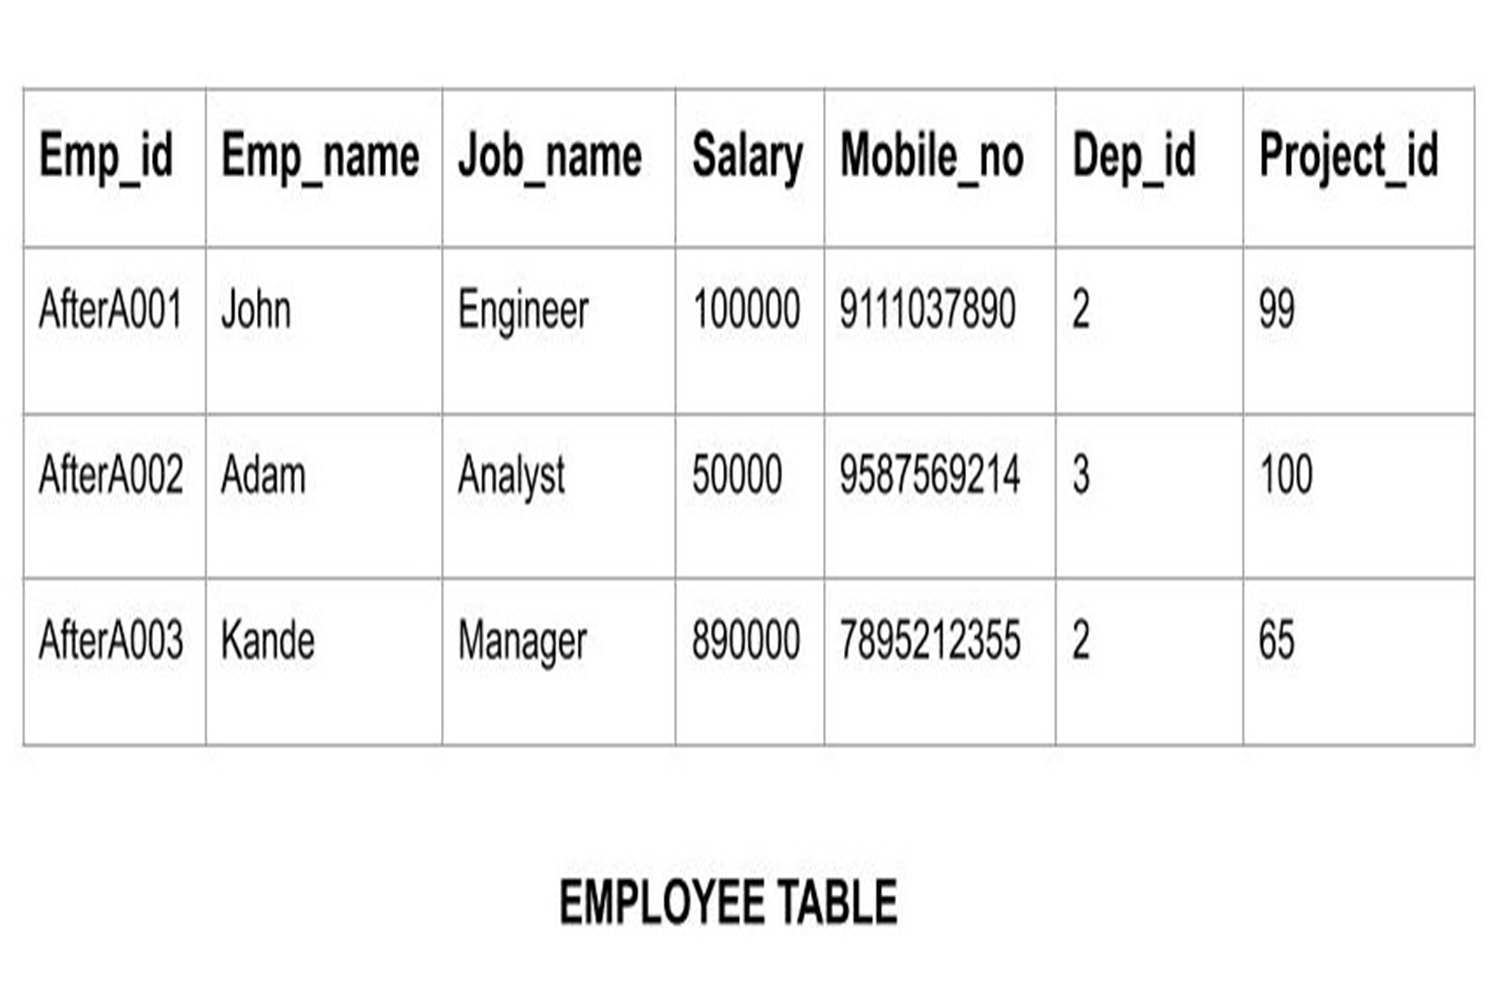 Emp_id Emp_name Job_name Salary Mobile_no Dep_id Project_id
AfterA001 John Engineer 100000 9111037890 2 99
AfterA002 Adam Analyst 50000 9587569214 3 100
AfterA003 Kande Manager 890000 7895212355 2 65
EMPLOYEE TABLE